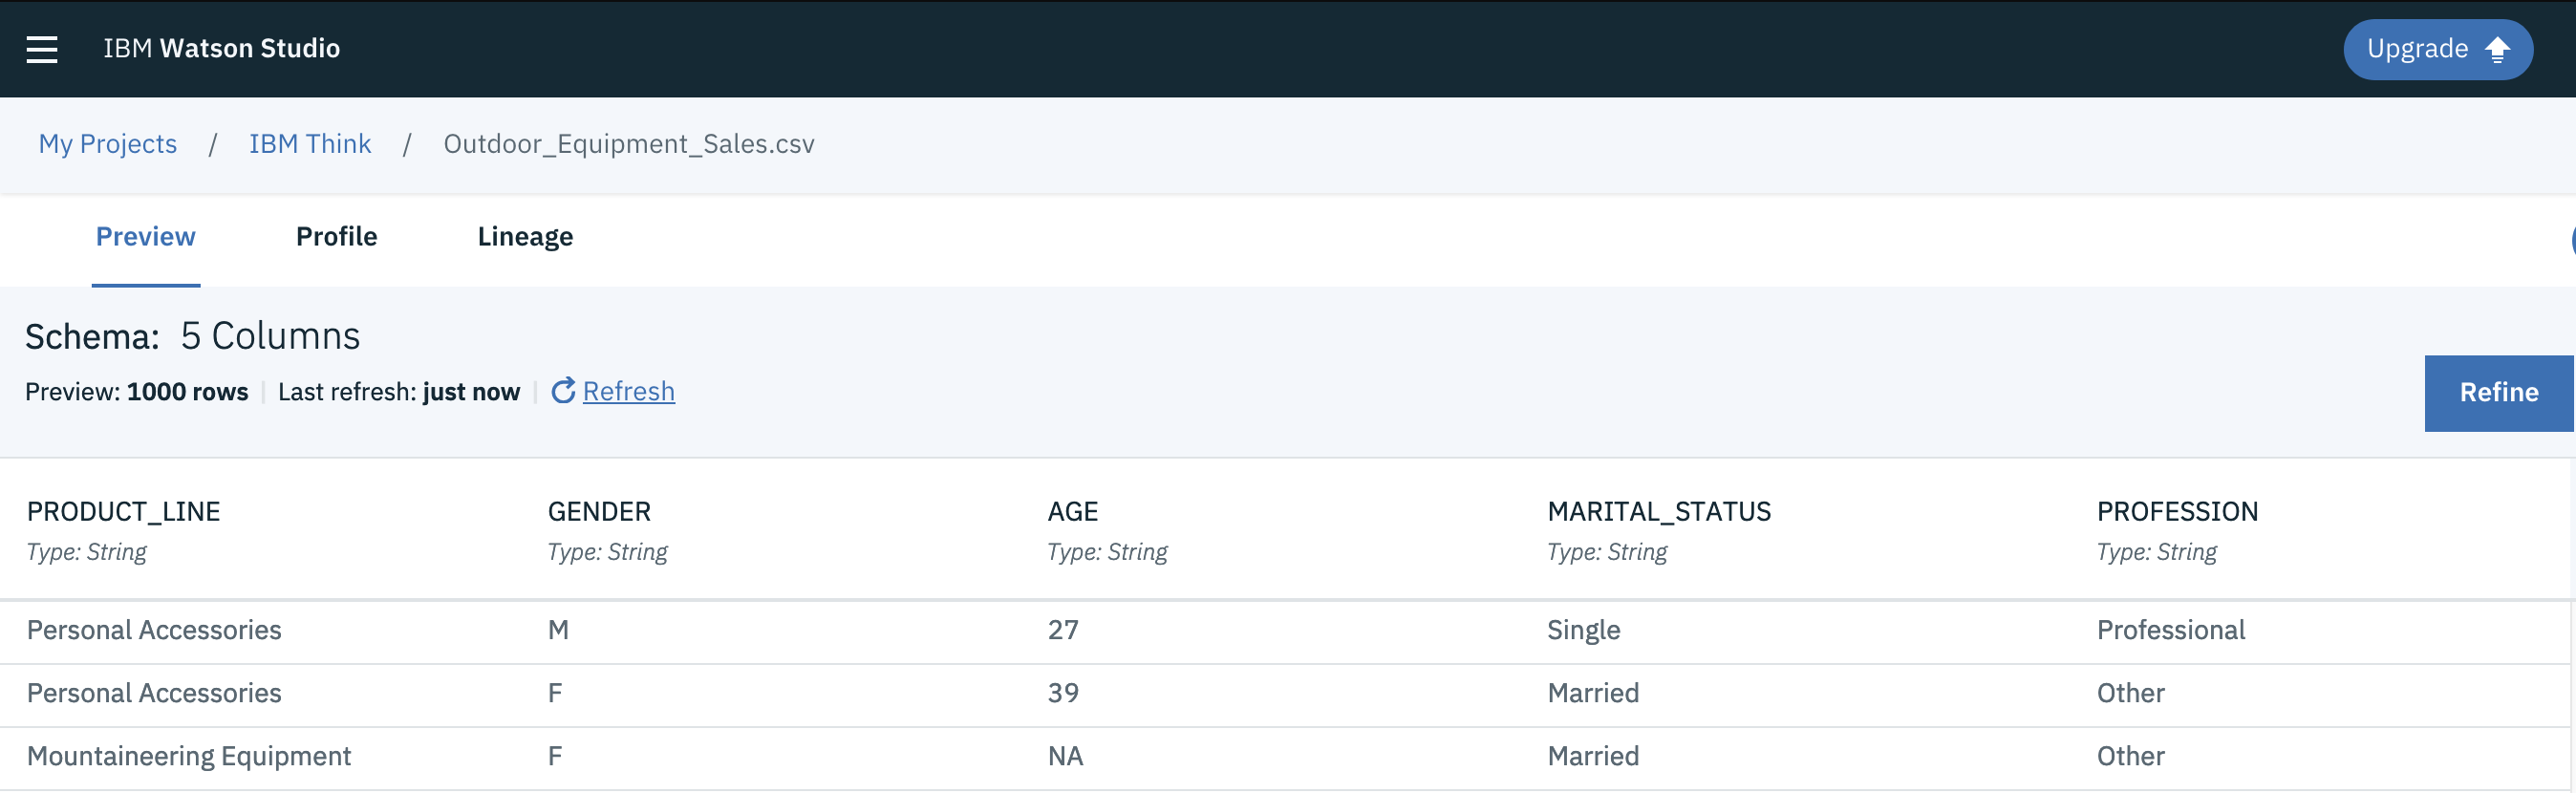 IBM Watson Studio Upgrade
My Projects / IBM Think / Outdoor_Equipment_Sales.csv
Preview Profile Lineage
Schema: 5 Columns
Preview: 1000 rows | Last refresh: just now | Refresh
Refine
PRODUCT_LINE GENDER AGE MARITAL_STATUS PROFESSION
Type: String Type: String Type: String Type: String Type: String
Personal Accessories M 27 Single Professional
Personal Accessories F 39 Married Other
Mountaineering Equipment F NA Married Other